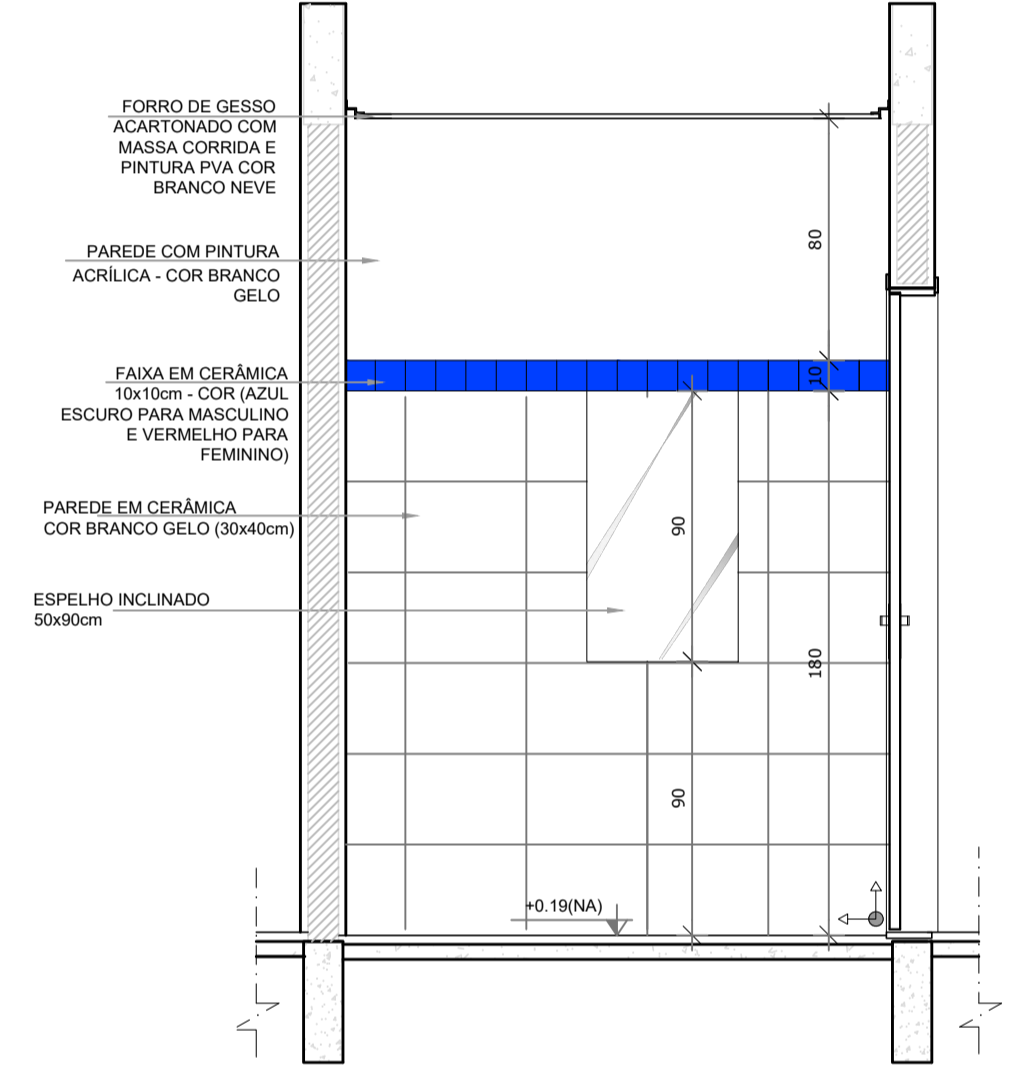 FORRO DE GESSO
ACARTONADO COM
MASSA CORRIDA E
PINTURA PVA COR
BRANCO NEVE
80
PAREDE COM PINTURA
ACRÍLICA - COR BRANCO
GELO
FAIXA EM CERÂMICA
10x10cm - COR (AZUL
ESCURO PARA MASCULINO
E VERMELHO PARA
FEMININO)
10
PAREDE EM CERÂMICA
COR BRANCO GELO (30x40cm)
90
ESPELHO INCLINADO
50x90cm
180
90
+0.19(NA)